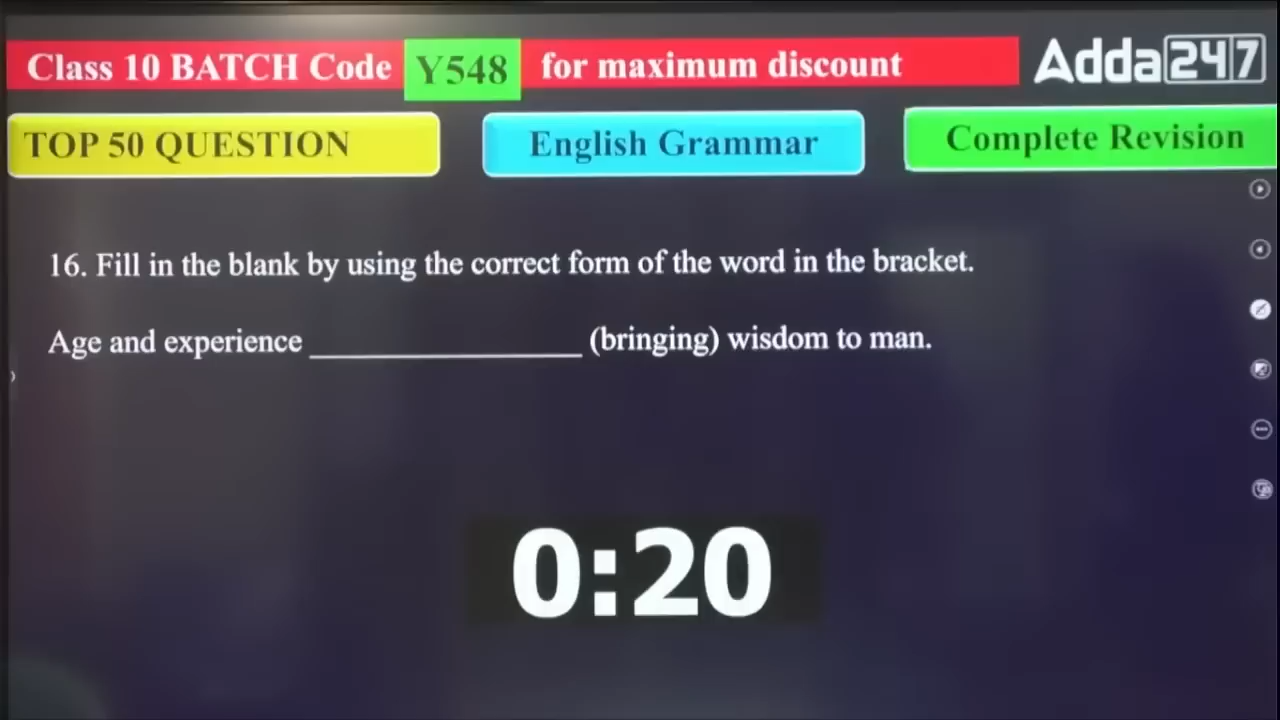 Class 10 BATCH Code Y548 for maximum discount
Adda247
TOP 50 QUESTION
English Grammar
Complete Revision
16. Fill in the blank by using the correct form of the word in the bracket.
Age and experience ____________________ (bringing) wisdom to man.
0:20